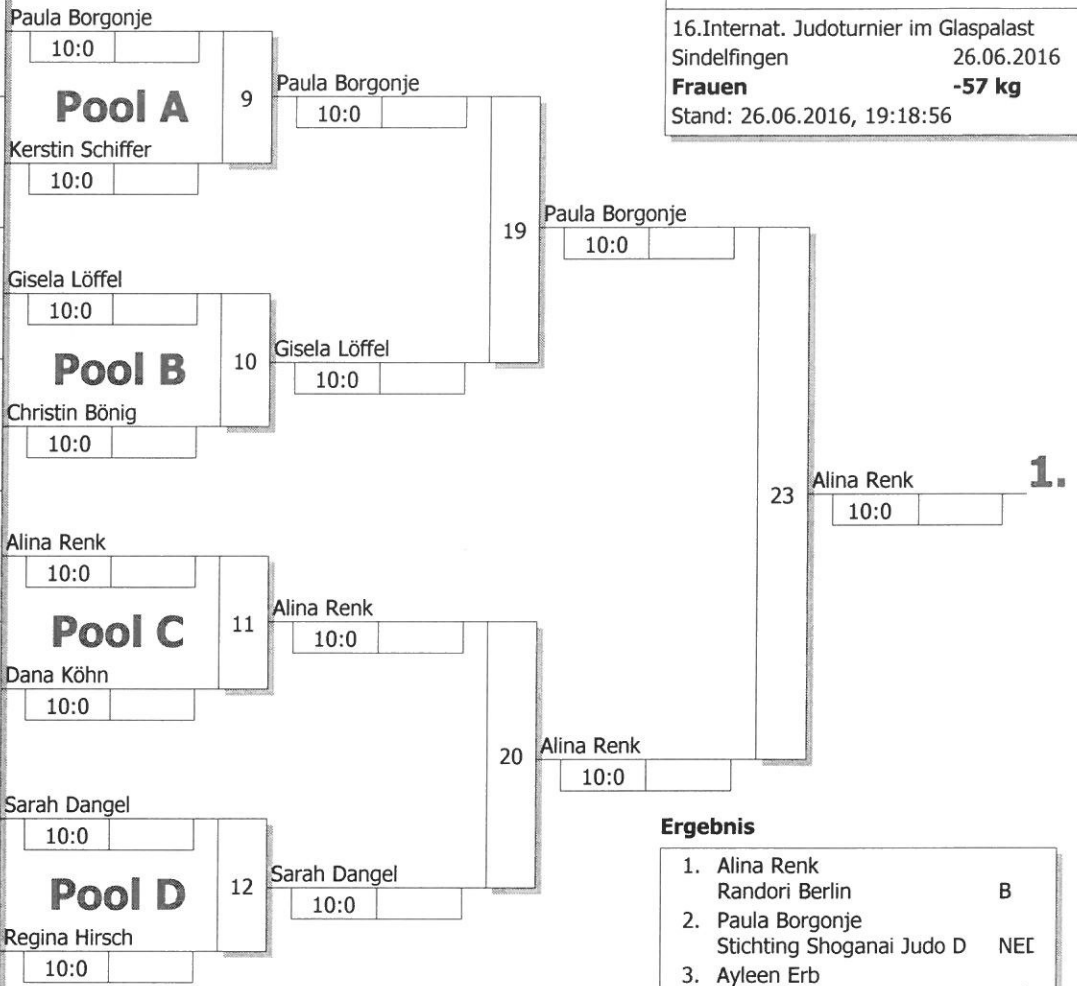 16.Internat. Judoturnier im Glaspalast
Sindelfingen 26.06.2016
Frauen -57 kg
Stand: 26.06.2016, 19:18:56
Paula Borgonje
10:0
Pool A
9
Kerstin Schiffer
10:0
Paula Borgonje
10:0
Gisela Löffel
10:0
Pool B
10
Christin Bönig
10:0
Gisela Löffel
10:0
19
Paula Borgonje
10:0
Alina Renk
10:0
Pool C
11
Dana Köhn
10:0
Alina Renk
10:0
Sarah Dangel
10:0
Pool D
12
Regina Hirsch
10:0
Sarah Dangel
10:0
20
Alina Renk
10:0
23
Alina Renk
10:0
1.
Ergebnis
1. Alina Renk
Randori Berlin B
2. Paula Borgonje
Stichting Shoganai Judo D NED
3. Ayleen Erb